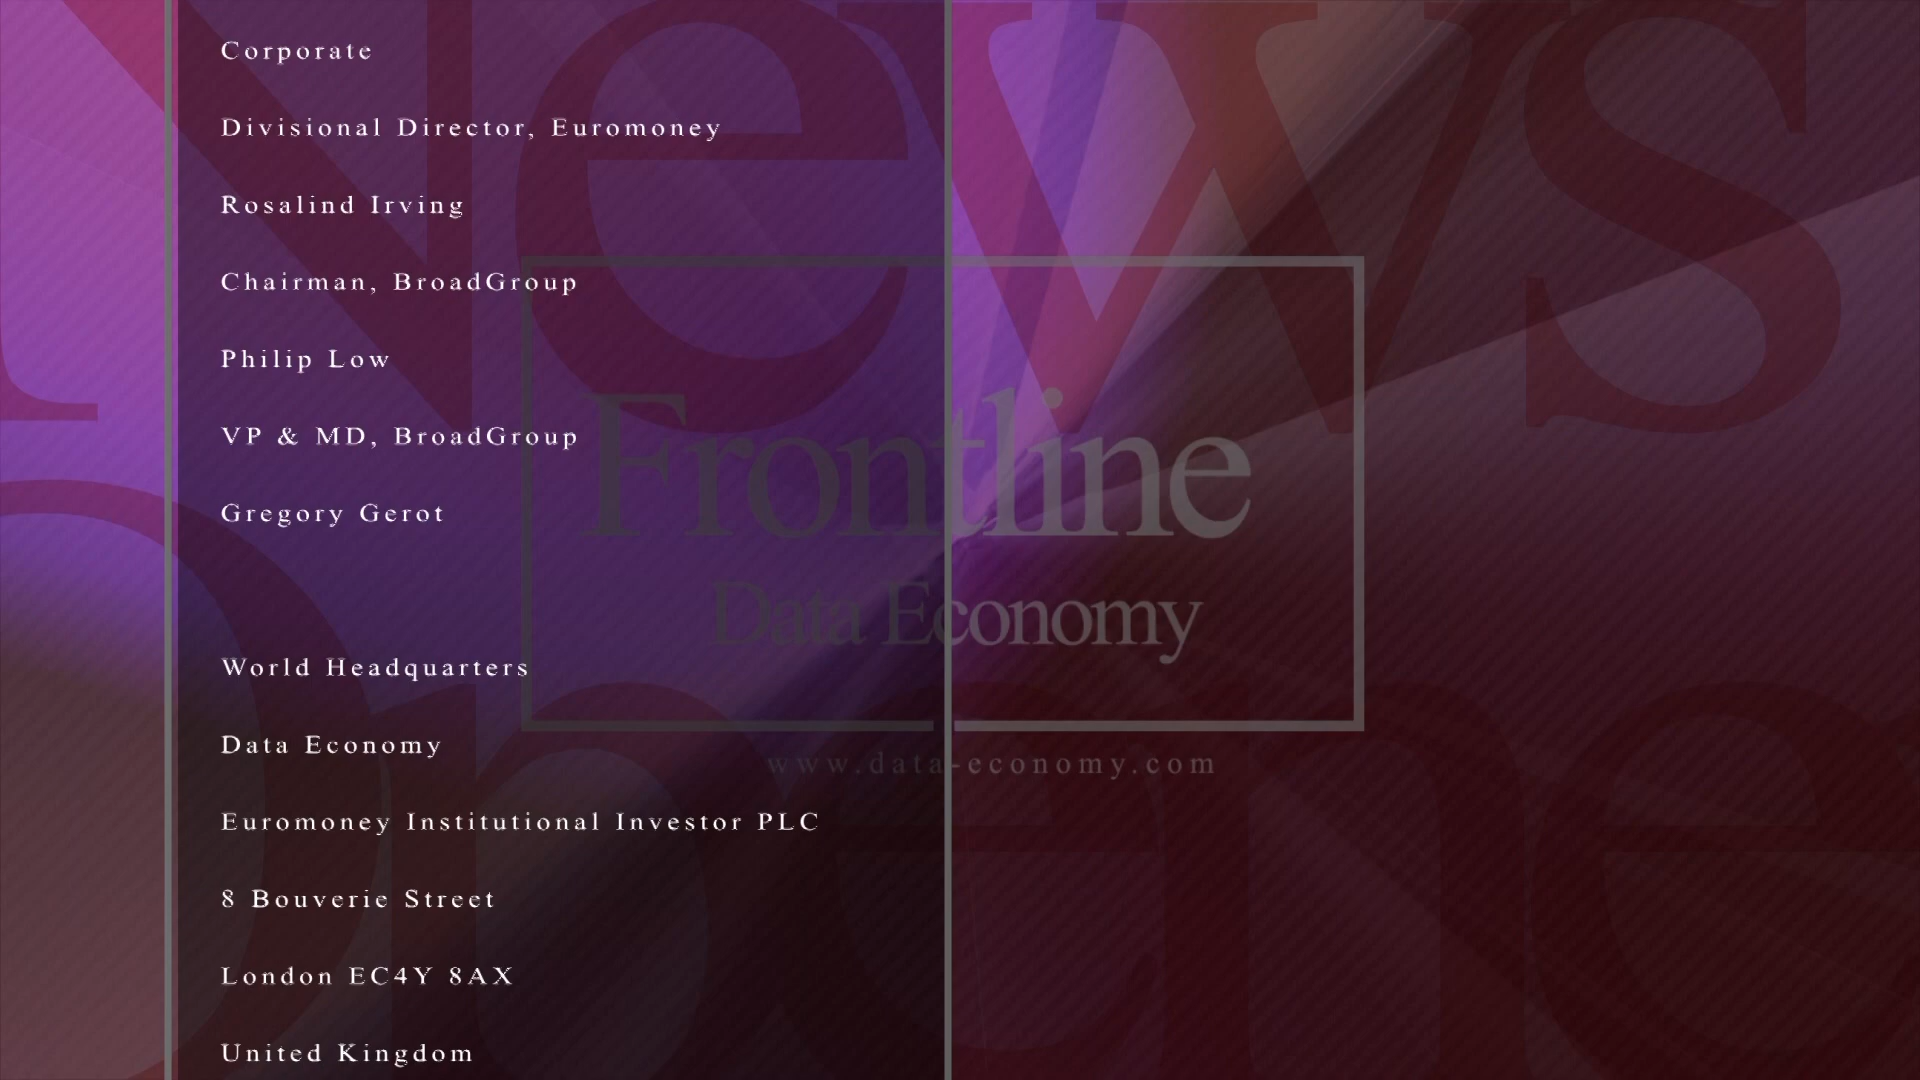 News
Corporate
Divisional Director, Euromoney
Rosalind Irving
Chairman, BroadGroup
Philip Low
VP & MD, BroadGroup
Gregory Gerot
Frontline
Data Economy
World Headquarters
Data Economy
www.data-economy.com
Euromoney Institutional Investor PLC
8 Bouverie Street
London EC4Y 8AX
United Kingdom